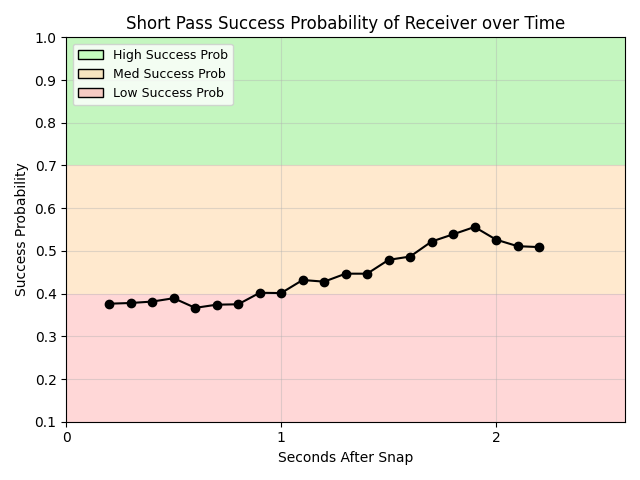 Short Pass Success Probability of Receiver over Time
High Success Prob
Med Success Prob
Low Success Prob
Success Probability
1.0
0.9
0.8
0.7
0.6
0.5
0.4
0.3
0.2
0.1
0 1 2
Seconds After Snap